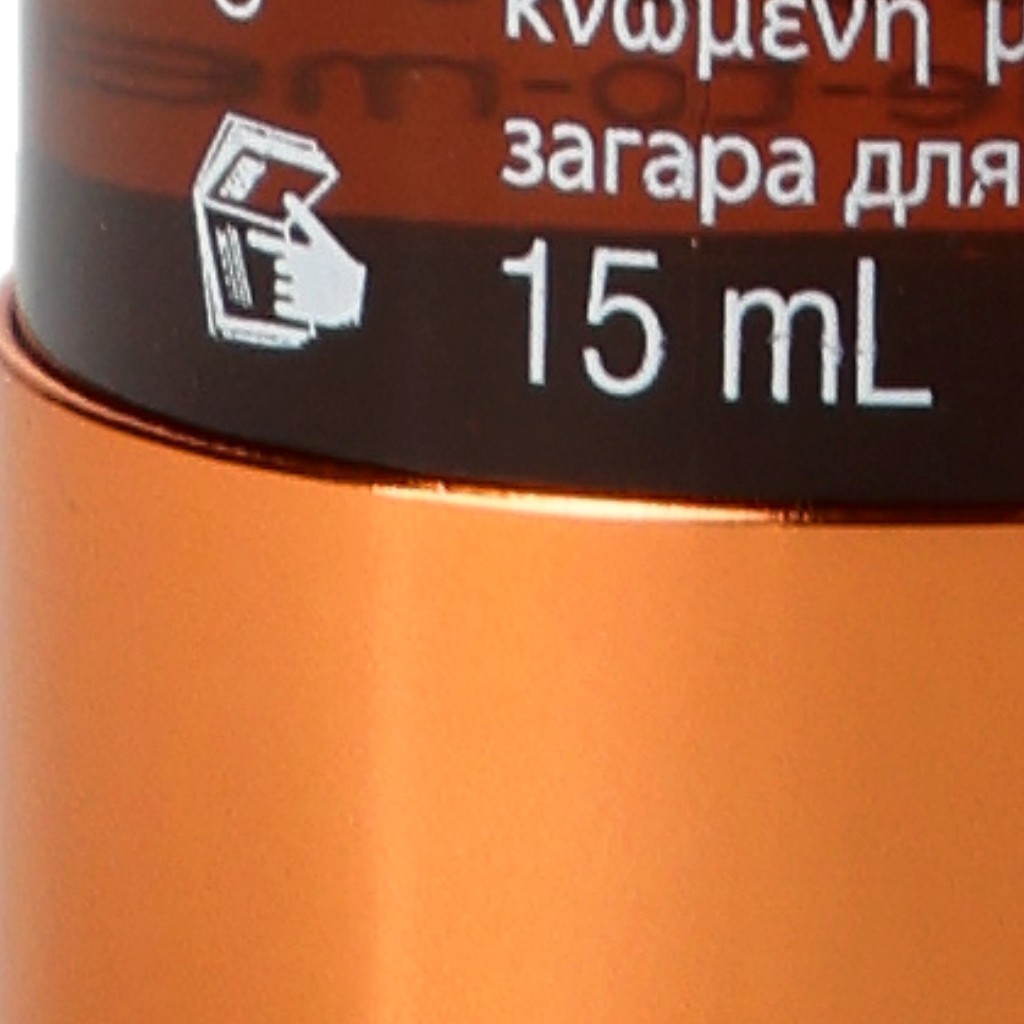 κνωμένη
загара для
15 mL